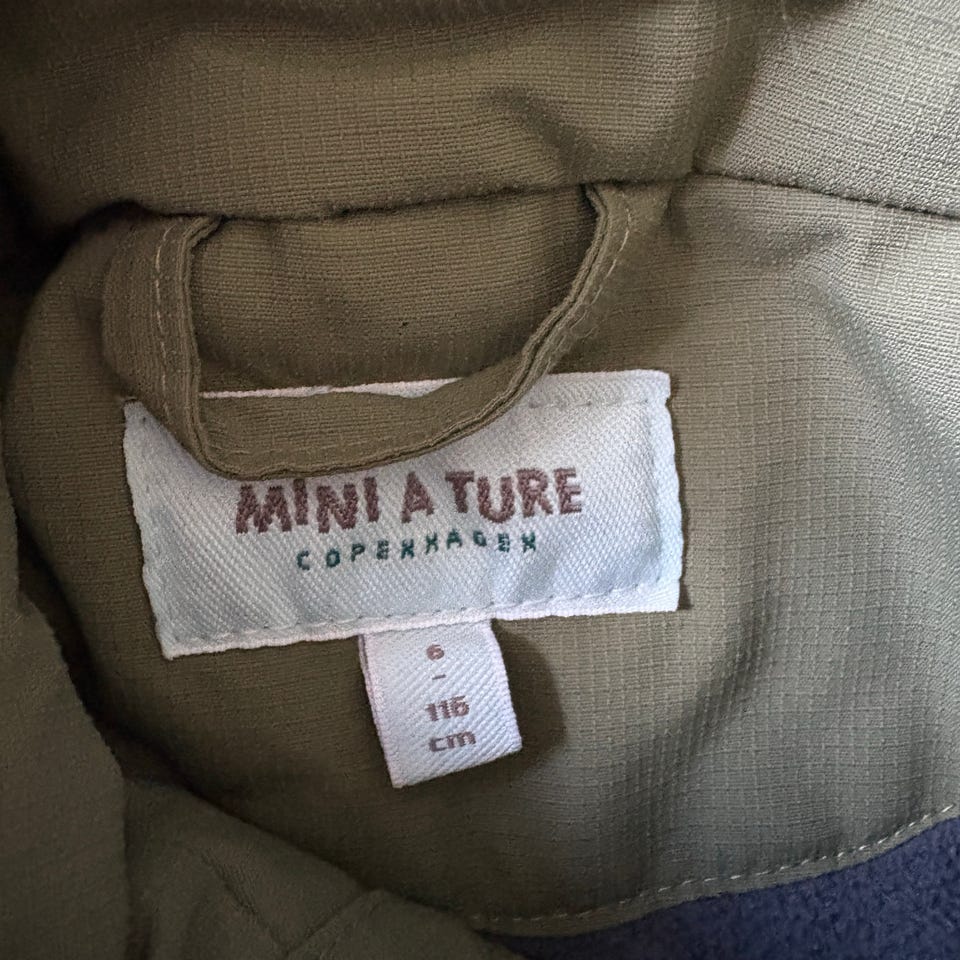 MINI A TURE
COPENHAGEN
6
-
116
cm